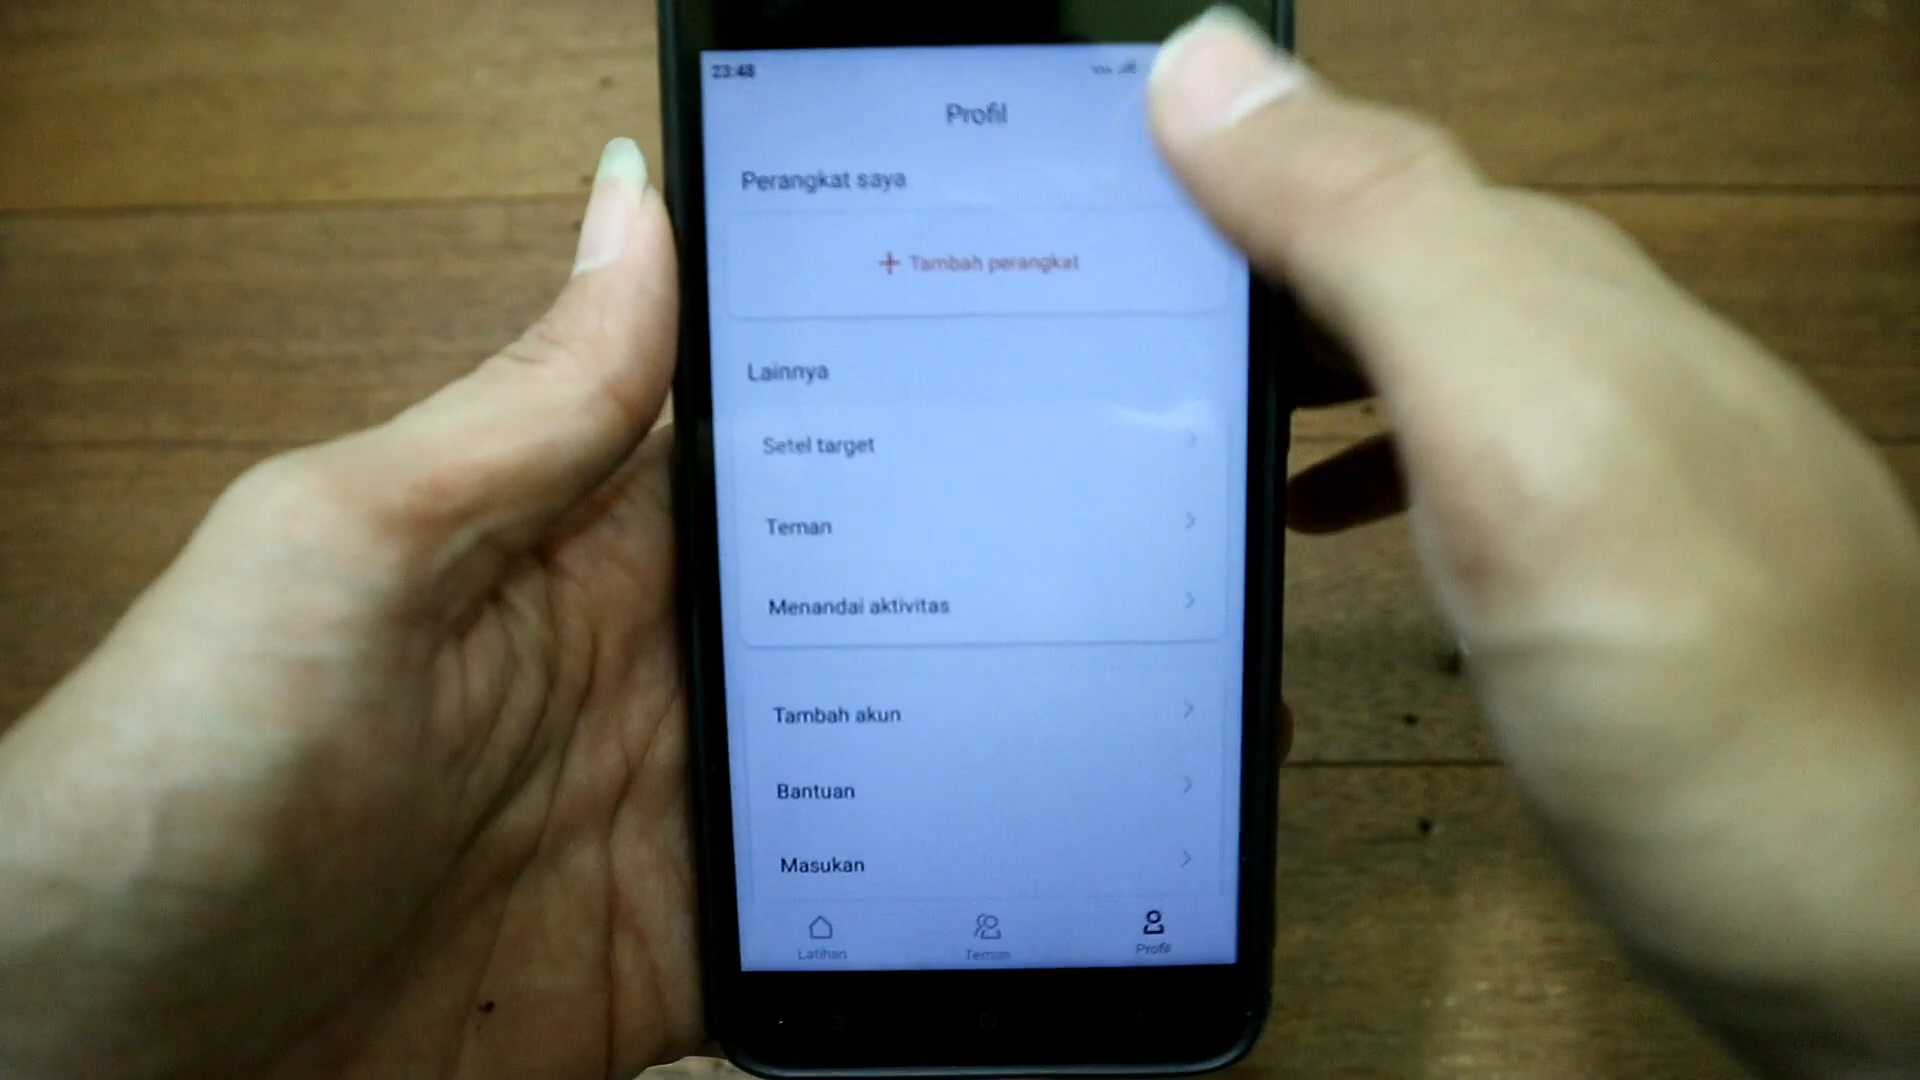 23:48
Profil
Perangkat saya
+ Tambah perangkat
Lainnya
Setel target
Teman
Menandai aktivitas
Tambah akun
Bantuan
Masukan
Latihan
Teman
Profil